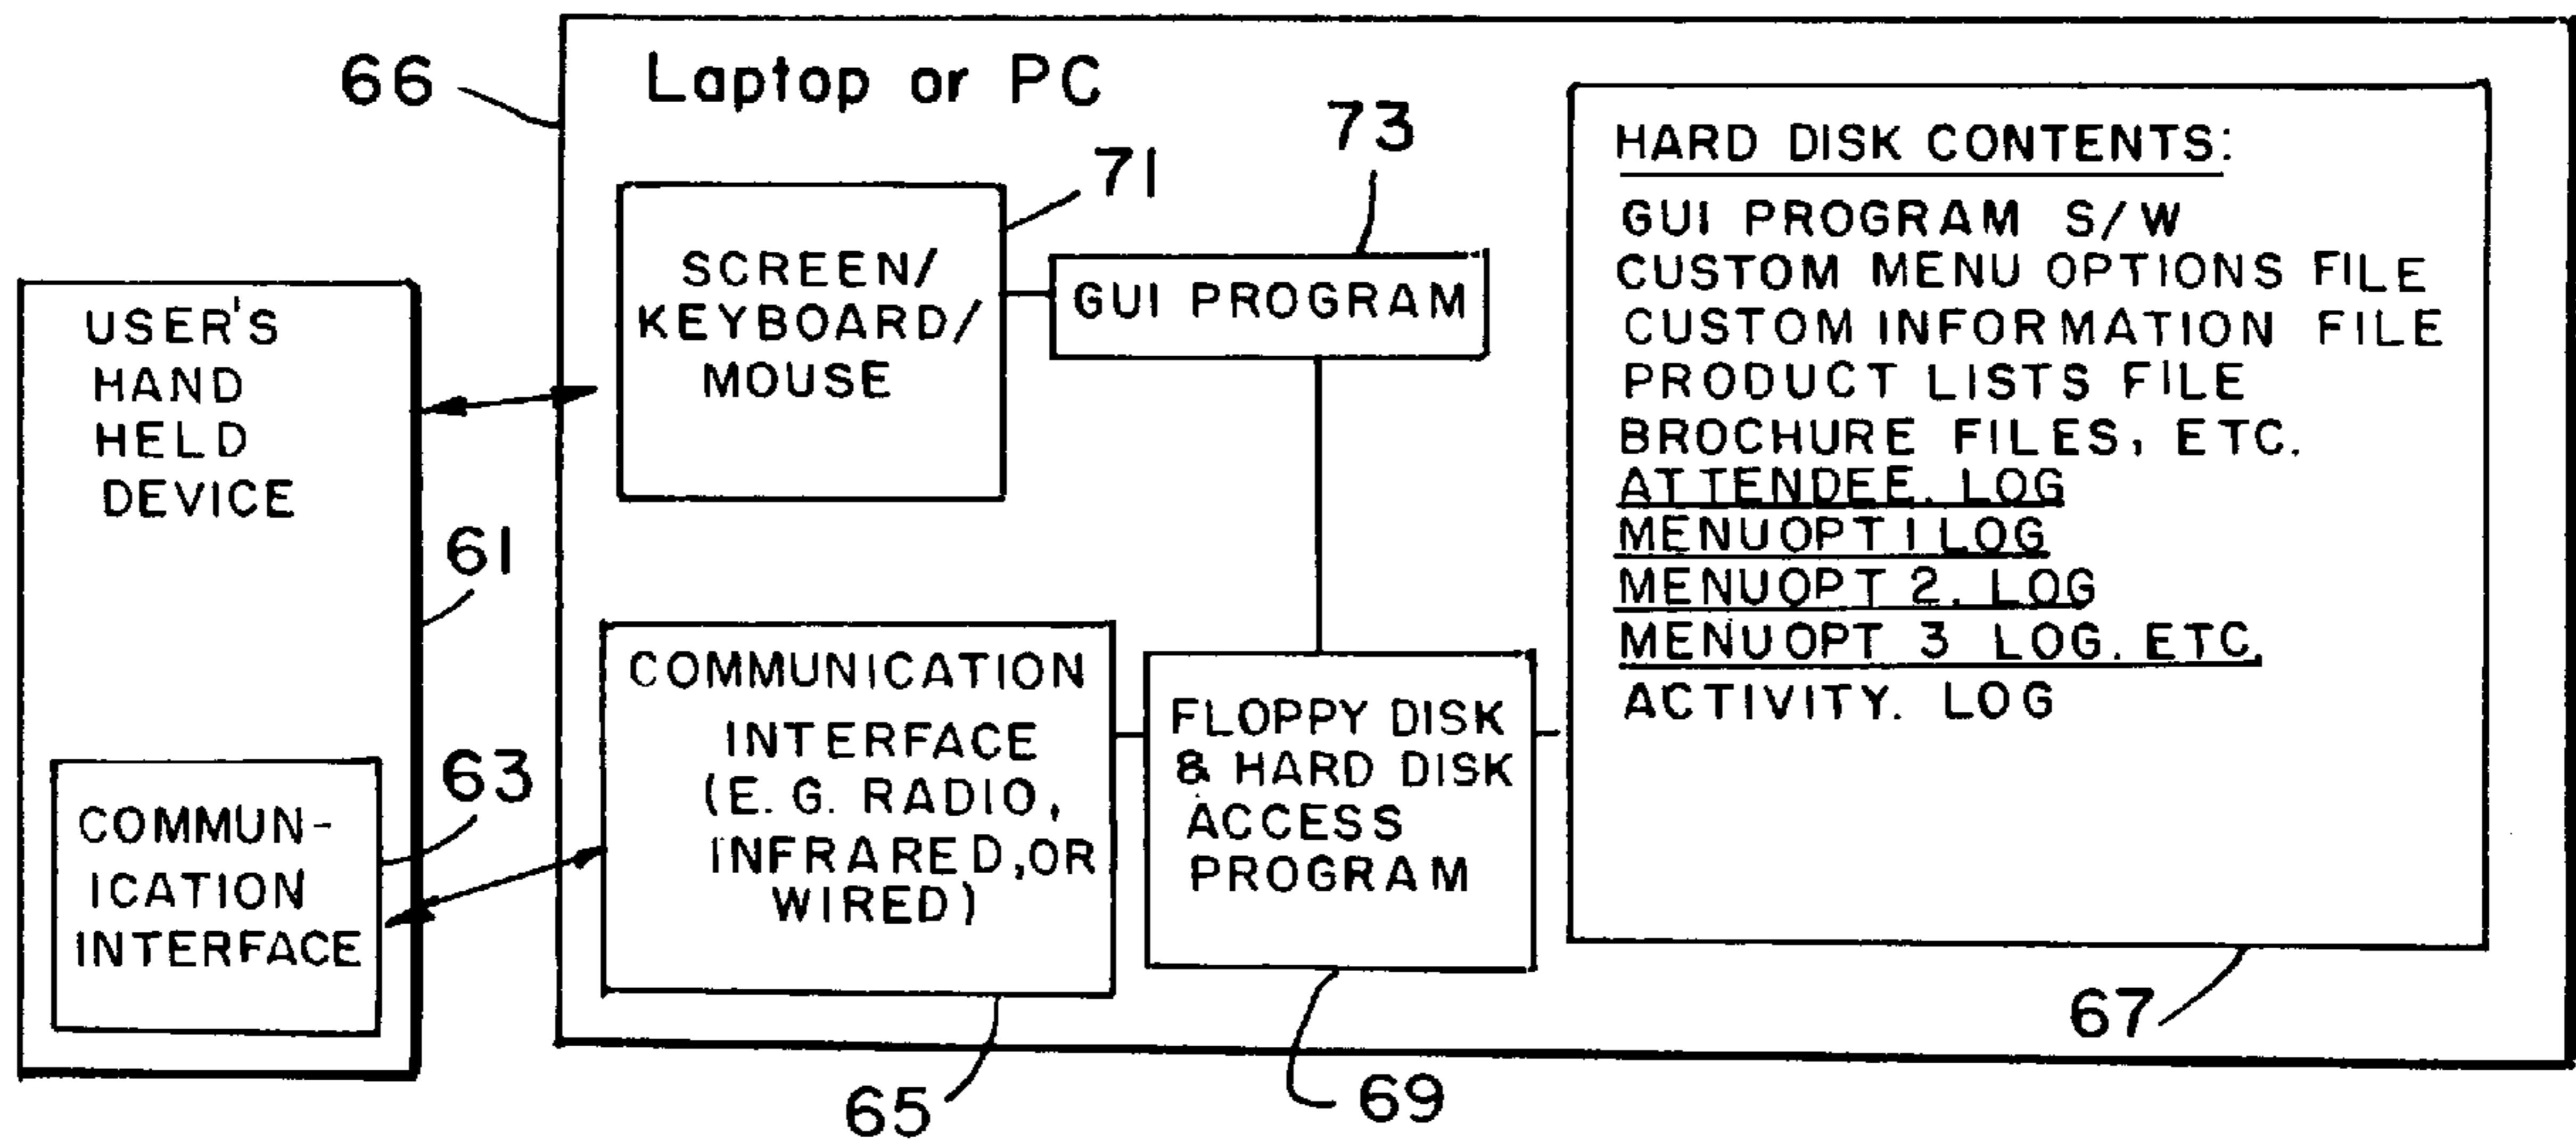 66
Laptop or PC
USER'S
HAND
HELD
DEVICE
61
COMMUN-
ICATION
INTERFACE
63
SCREEN/
KEYBOARD/
MOUSE
71
GUI PROGRAM
73
COMMUNICATION
INTERFACE
(E.G. RADIO,
INFRARED, OR
WIRED)
65
FLOPPY DISK
& HARD DISK
ACCESS
PROGRAM
69
HARD DISK CONTENTS:
GUI PROGRAM S/W
CUSTOM MENU OPTIONS FILE
CUSTOM INFORMATION FILE
PRODUCT LISTS FILE
BROCHURE FILES, ETC.
ATTENDEE. LOG
MENUOPT 1 LOG
MENUOPT 2. LOG
MENUOPT 3 LOG. ETC.
ACTIVITY. LOG
67